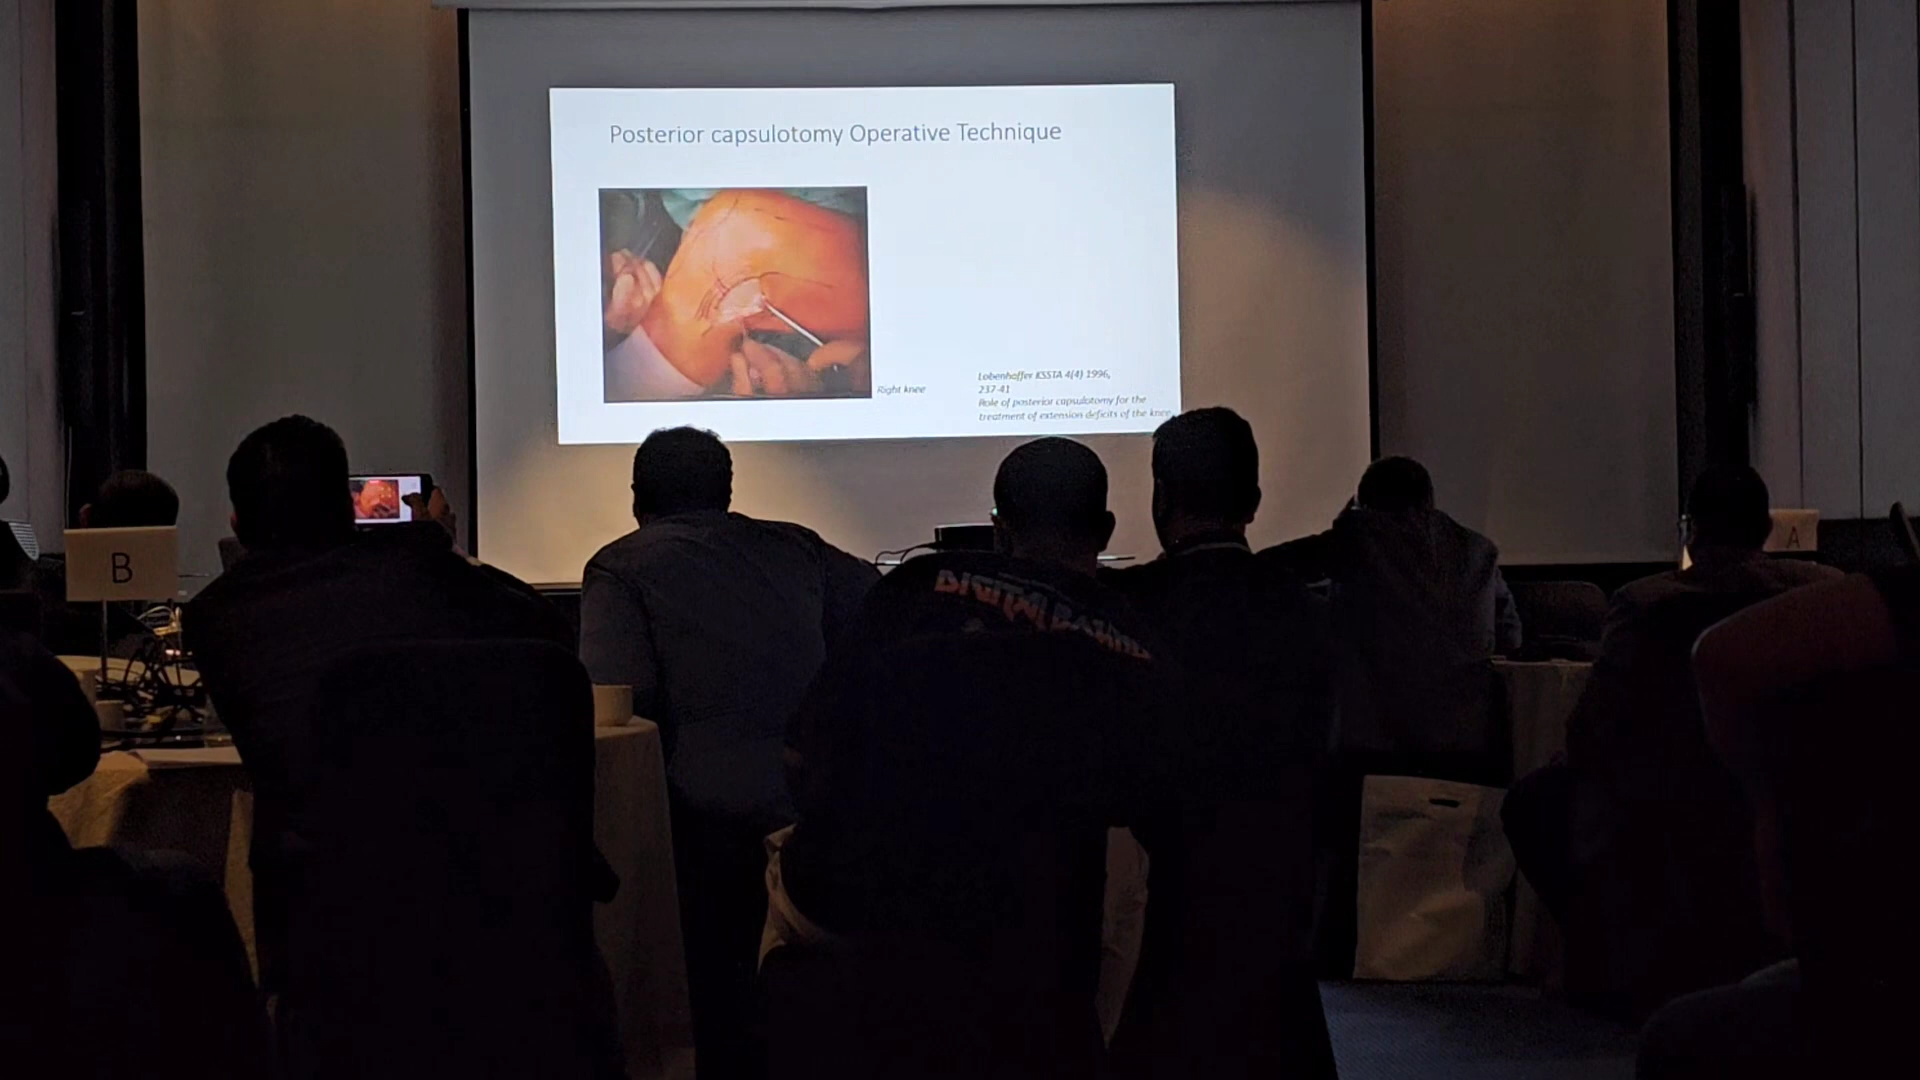 Posterior capsulotomy Operative Technique
Right knee
Lobenhoffer KSSTA 4(4) 1996,
237-41
Role of posterior capsulotomy for the
treatment of extension deficits of the knee
B
A
DIGITAL